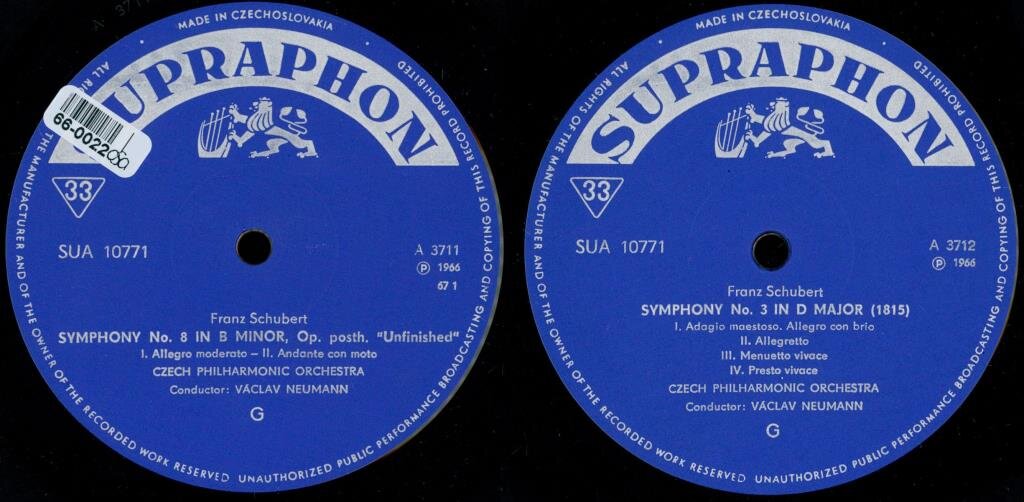 MADE IN CZECHOSLOVAKIA
SUPRAPHON
66-0022
33
SUA 10771
A 3711
Ⓟ 1966
67 1
Franz Schubert
SYMPHONY No. 8 IN B MINOR, Op. posth. "Unfinished"
I. Allegro moderato – II. Andante con moto
CZECH PHILHARMONIC ORCHESTRA
Conductor: VÁCLAV NEUMANN
G
ALL RI
THE MANUFACTURER AND OF THE OWNER OF THE RECORDED WORK RESERVED UNAUTHORIZED PUBLIC PERFORMANCE BROADCASTING AND COPYING OF THIS RECORD PROHIBITED
MADE IN CZECHOSLOVAKIA
SUPRAPHON
33
SUA 10771
A 3712
Ⓟ 1966
Franz Schubert
SYMPHONY No. 3 IN D MAJOR (1815)
I. Adagio maestoso. Allegro con brio
II. Allegretto
III. Menuetto vivace
IV. Presto vivace
CZECH PHILHARMONIC ORCHESTRA
Conductor: VÁCLAV NEUMANN
G
ALL RIGHTS OF THE MANUFACTURER AND OF THE OWNER OF THE RECORDED WORK RESERVED UNAUTHORIZED PUBLIC PERFORMANCE BROADCASTING AND COPYING OF THIS RECORD PROHIBITED